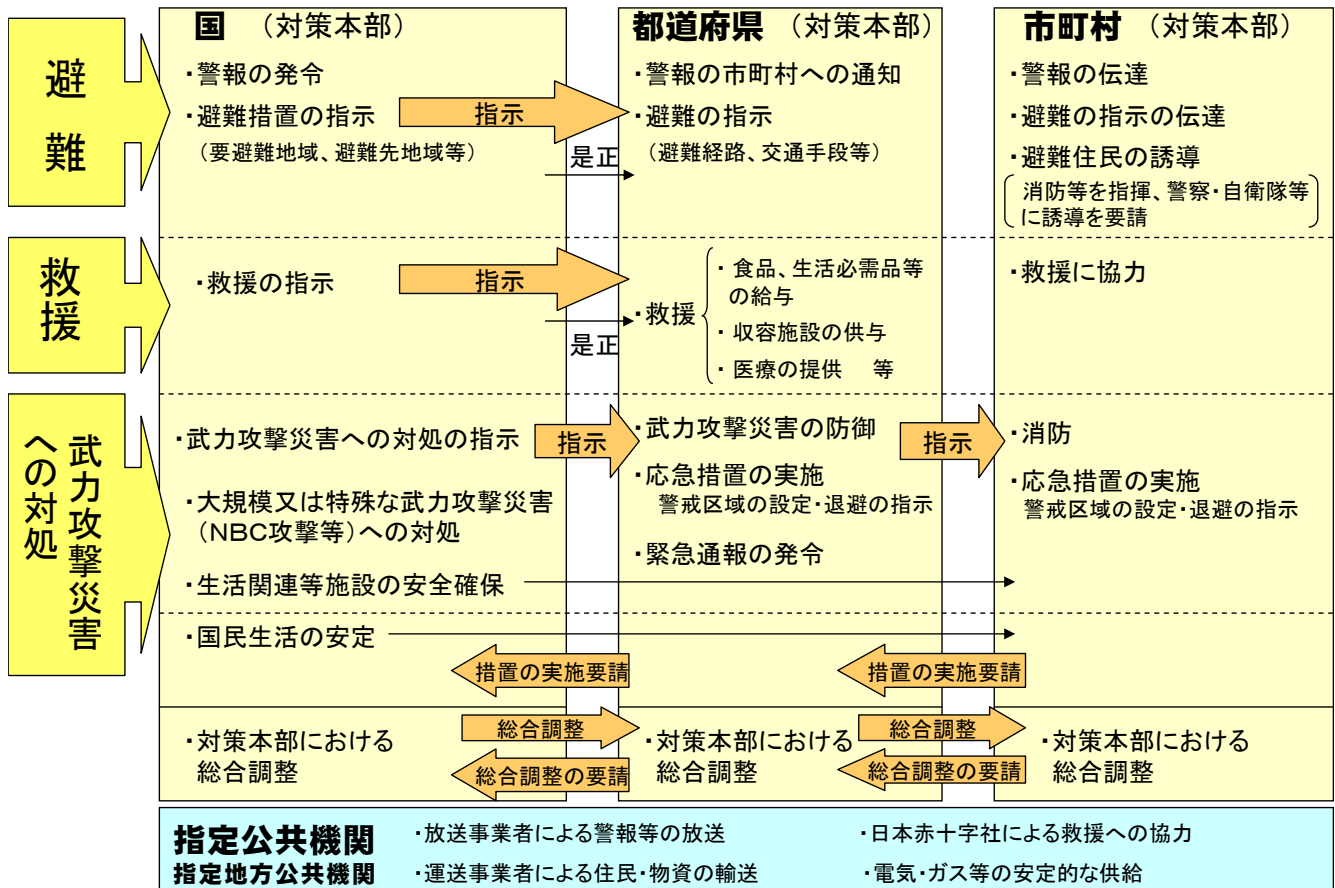 避難
国 (対策本部)
・警報の発令
・避難措置の指示
(要避難地域、避難先地域等)
指示
是正
都道府県 (対策本部)
・警報の市町村への通知
・避難の指示
(避難経路、交通手段等)
市町村 (対策本部)
・警報の伝達
・避難の指示の伝達
・避難住民の誘導
消防等を指揮、警察・自衛隊等
に誘導を要請
救援
・救援の指示
指示
是正
・救援
・食品、生活必需品等
の給与
・収容施設の供与
・医療の提供 等
・救援に協力
武力攻撃災害
への対処
・武力攻撃災害への対処の指示
指示
・武力攻撃災害の防御
指示
・消防
・大規模又は特殊な武力攻撃災害
(NBC攻撃等)への対処
・応急措置の実施
警戒区域の設定・退避の指示
・応急措置の実施
警戒区域の設定・退避の指示
・緊急通報の発令
・生活関連等施設の安全確保
・国民生活の安定
措置の実施要請
措置の実施要請
・対策本部における
総合調整
総合調整
総合調整の要請
・対策本部における
総合調整
総合調整
総合調整の要請
・対策本部における
総合調整
指定公共機関
指定地方公共機関
・放送事業者による警報等の放送
・日本赤十字社による救援への協力
・運送事業者による住民・物資の輸送
・電気・ガス等の安定的な供給